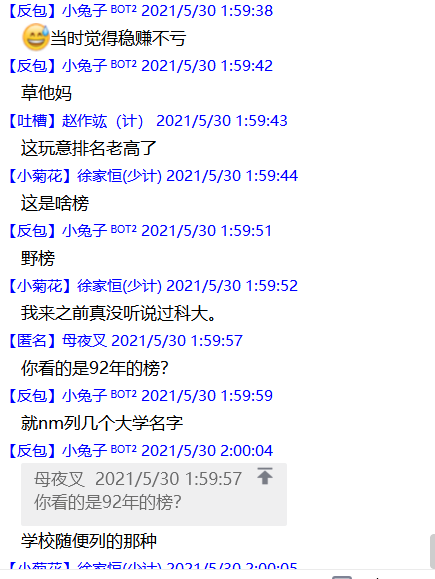 【反包】小兔子 BOT2 2021/5/30 1:59:38
😅当时觉得稳赚不亏
【反包】小兔子 BOT2 2021/5/30 1:59:42
草他妈
【吐槽】赵作竑（计） 2021/5/30 1:59:43
这玩意排名老高了
【小菊花】徐家恒(少计) 2021/5/30 1:59:44
这是啥榜
【反包】小兔子 BOT2 2021/5/30 1:59:51
野榜
【小菊花】徐家恒(少计) 2021/5/30 1:59:52
我来之前真没听说过科大。
【匿名】母夜叉 2021/5/30 1:59:57
你看的是92年的榜？
【反包】小兔子 BOT2 2021/5/30 1:59:59
就nm列几个大学名字
【反包】小兔子 BOT2 2021/5/30 2:00:04
母夜叉 2021/5/30 1:59:57
你看的是92年的榜？
学校随便列的那种
【小菊花】徐家恒(少计) 2021/5/30 2:00:05